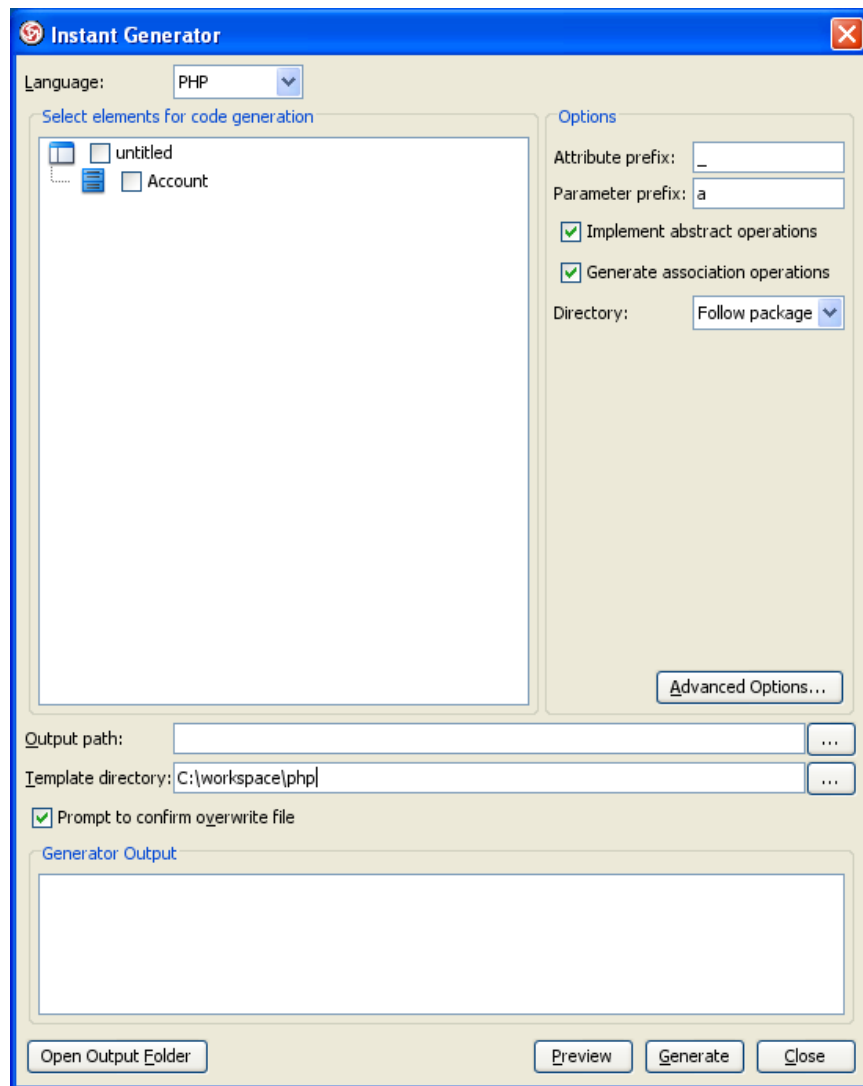 Instant Generator
Language: PHP
Select elements for code generation
untitled
Account
Options
Attribute prefix: _
Parameter prefix: a
Implement abstract operations
Generate association operations
Directory: Follow package
Advanced Options...
Output path: ...
Template directory: C:\workspace\php ...
Prompt to confirm overwrite file
Generator Output
Open Output Folder Preview Generate Close